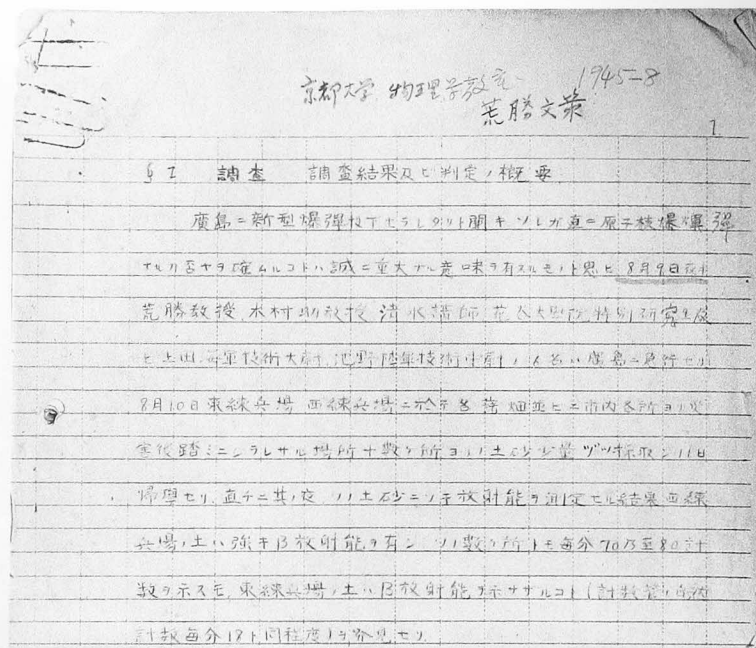 京都大学 物理学教室 1945-8
荒勝文策
1
§I 調査 調査結果及ビ判定ノ概要
廣島ニ新型爆彈投下セラレタリト聞キソレガ真ニ原子核爆彈
ナルカ否ヤヲ確ムルコトハ誠ニ重大ナル意味ヲ有スルモノト思ヒ 8月9日夜
荒勝教授 木村助教授 清水講師 花谷大学院特別研究生及
ビ 海軍技術大尉 池野陸軍技術中尉ノ 名ハ廣島ニ急行セリ
8月10日東練兵場 西練兵場ニ於テ各 畑並ビニ市内各所ヨリ
害後踏ミニジラレザル場所十数ヶ所ヨリ土砂少量ヅツ採取シ11日
帰学セリ 直チニ其ノ夜ソノ土砂ニツキ放射能ヲ測定セル結果西練
兵場ノ土ハ強キβ放射能ヲ有シ ソノ数ヶ所トモ毎分70乃至80計
数ヲ示スモ 東練兵場ノ土ハβ放射能ヲ示サザルコト(計数管ノ自然
計数毎分18ト同程度)ヲ発見セリ